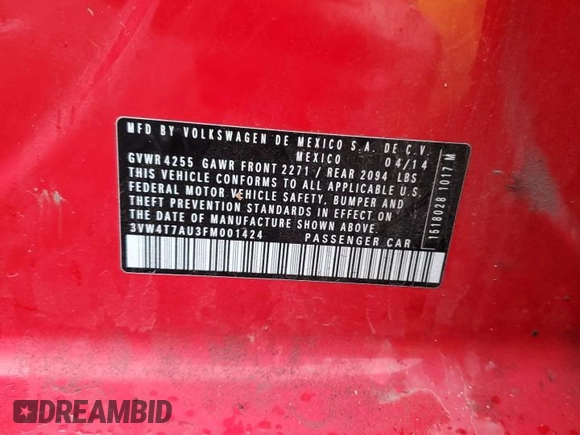 MFD BY VOLKSWAGEN DE MEXICO S.A. DE C.V.
MEXICO 04/14
GVWR4255 GAWR FRONT 2271 / REAR 2094 LBS
THIS VEHICLE CONFORMS TO ALL APPLICABLE U.S.
FEDERAL MOTOR VEHICLE SAFETY, BUMPER AND
THEFT PREVENTION STANDARDS IN EFFECT ON
THE DATE OF MANUFACTURE SHOWN ABOVE.
3VW4T7AU3FM001424 PASSENGER CAR
1518028 1017 M
DREAMBID